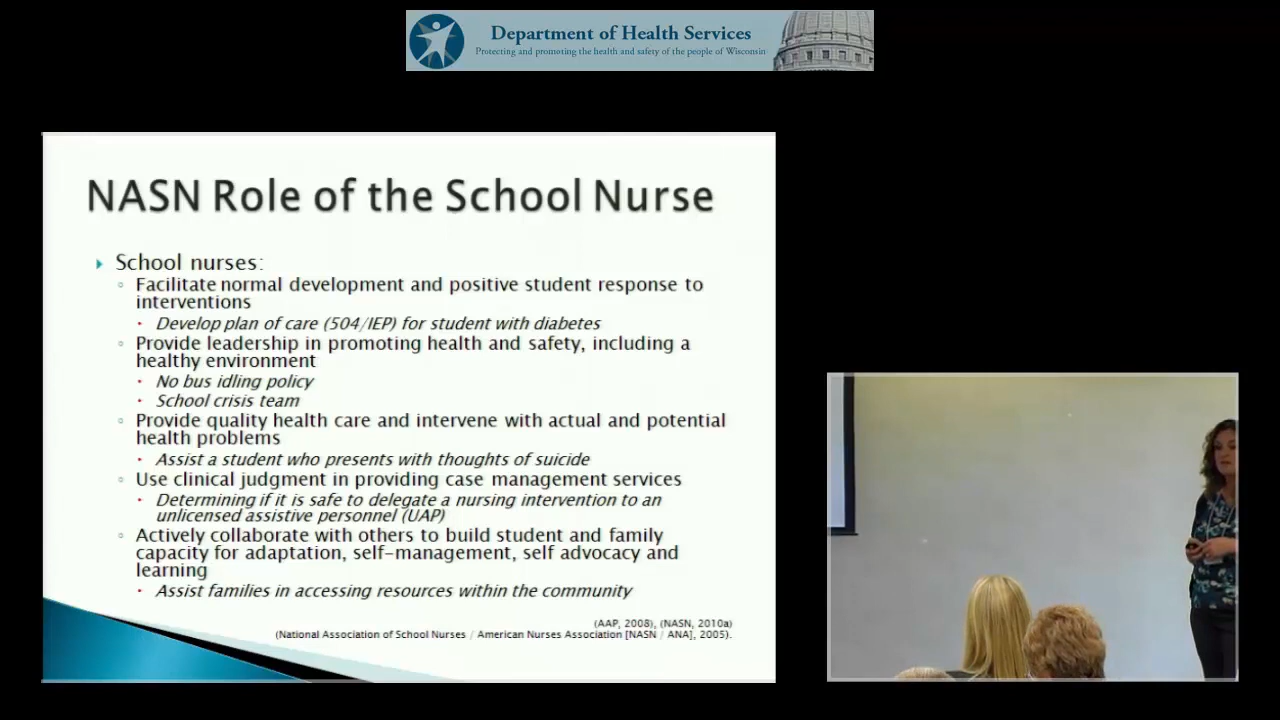 Department of Health Services
Protecting and promoting the health and safety of the people of Wisconsin
NASN Role of the School Nurse
School nurses:
Facilitate normal development and positive student response to
interventions
Develop plan of care (504/IEP) for student with diabetes
Provide leadership in promoting health and safety, including a
healthy environment
No bus idling policy
School crisis team
Provide quality health care and intervene with actual and potential
health problems
Assist a student who presents with thoughts of suicide
Use clinical judgment in providing case management services
Determining if it is safe to delegate a nursing intervention to an
unlicensed assistive personnel (UAP)
Actively collaborate with others to build student and family
capacity for adaptation, self-management, self advocacy and
learning
Assist families in accessing resources within the community
(AAP, 2008), (NASN, 2010a)
(National Association of School Nurses / American Nurses Association [NASN / ANA], 2005).